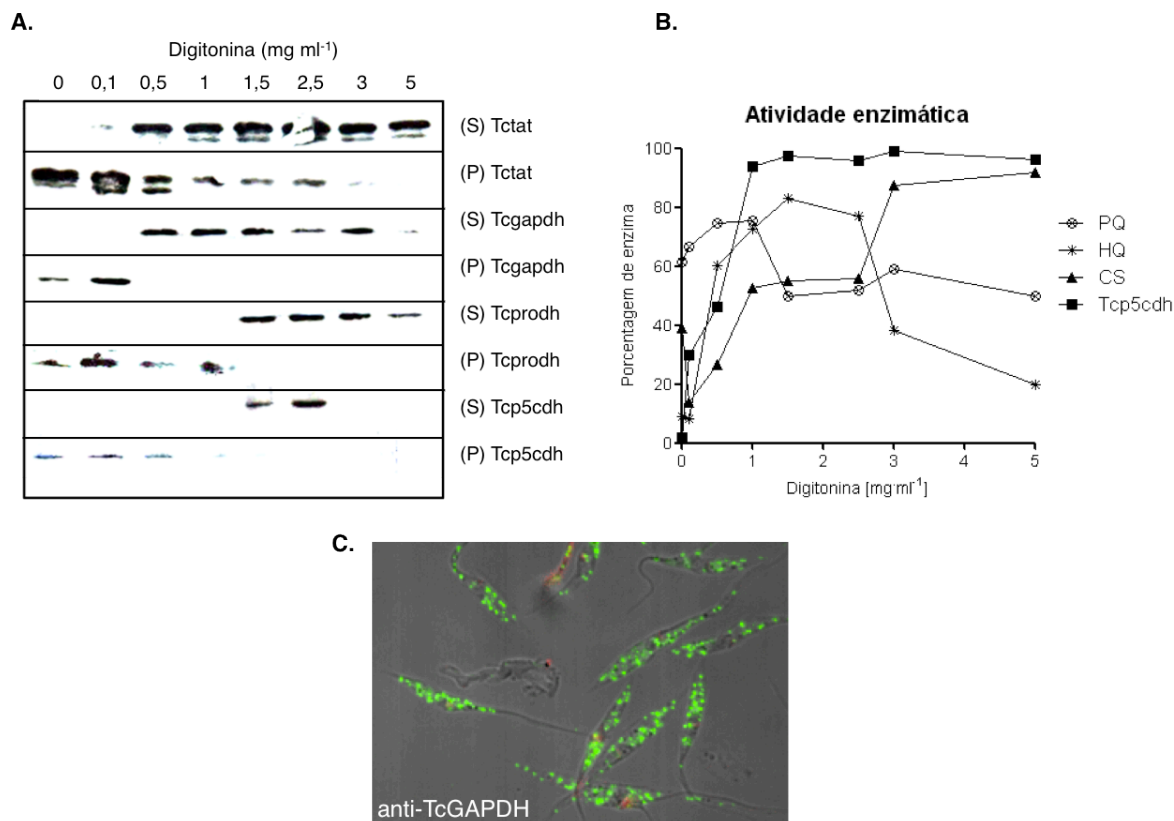 A.
Digitonina (mg ml⁻¹)
0 0,1 0,5 1 1,5 2,5 3 5
(S) Tctat
(P) Tctat
(S) Tcgapdh
(P) Tcgapdh
(S) Tcprodh
(P) Tcprodh
(S) Tcp5cdh
(P) Tcp5cdh
B.
Atividade enzimática
Porcentagem de enzima
100
80
60
40
20
0
0 1 2 3 4 5
Digitonina [mg·ml⁻¹]
PQ
HQ
CS
Tcp5cdh
C.
anti-TcGAPDH